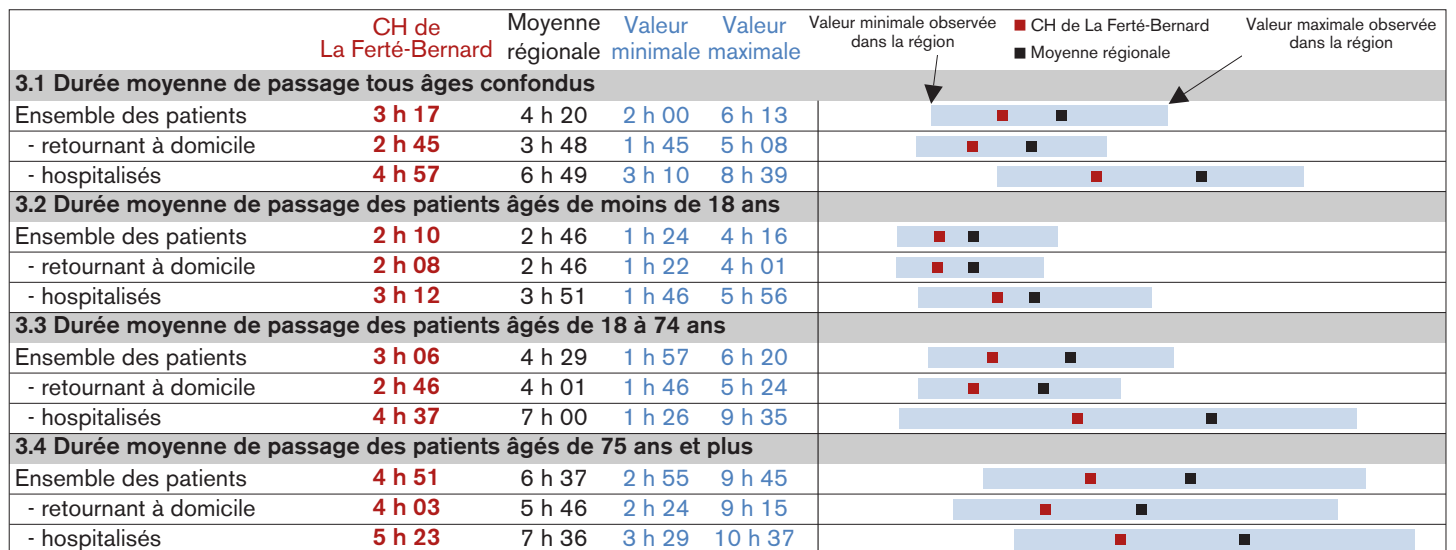 CH de La Ferté-Bernard Moyenne régionale Valeur minimale Valeur maximale Valeur minimale observée dans la région ■ CH de La Ferté-Bernard ■ Moyenne régionale Valeur maximale observée dans la région
3.1 Durée moyenne de passage tous âges confondus
Ensemble des patients 3 h 17 4 h 20 2 h 00 6 h 13
- retournant à domicile 2 h 45 3 h 48 1 h 45 5 h 08
- hospitalisés 4 h 57 6 h 49 3 h 10 8 h 39
3.2 Durée moyenne de passage des patients âgés de moins de 18 ans
Ensemble des patients 2 h 10 2 h 46 1 h 24 4 h 16
- retournant à domicile 2 h 08 2 h 46 1 h 22 4 h 01
- hospitalisés 3 h 12 3 h 51 1 h 46 5 h 56
3.3 Durée moyenne de passage des patients âgés de 18 à 74 ans
Ensemble des patients 3 h 06 4 h 29 1 h 57 6 h 20
- retournant à domicile 2 h 46 4 h 01 1 h 46 5 h 24
- hospitalisés 4 h 37 7 h 00 1 h 26 9 h 35
3.4 Durée moyenne de passage des patients âgés de 75 ans et plus
Ensemble des patients 4 h 51 6 h 37 2 h 55 9 h 45
- retournant à domicile 4 h 03 5 h 46 2 h 24 9 h 15
- hospitalisés 5 h 23 7 h 36 3 h 29 10 h 37